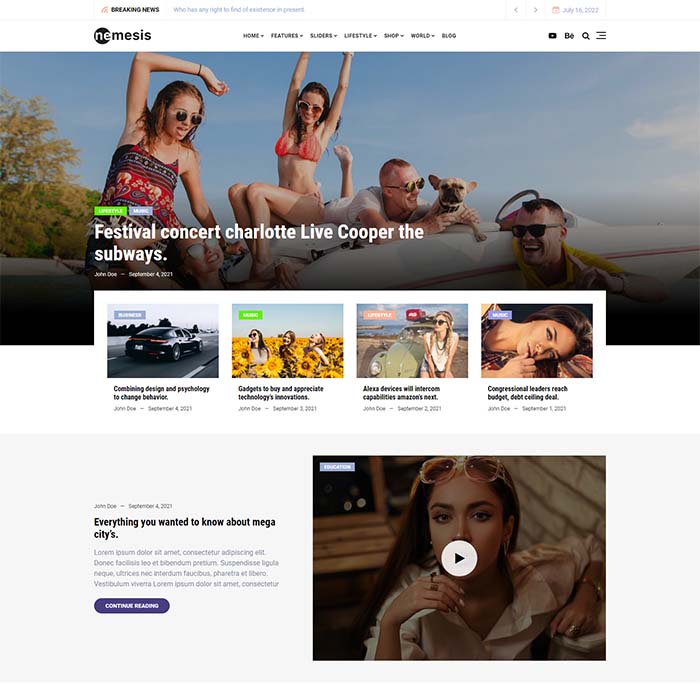 BREAKING NEWS Who has any right to find of existence in present. July 16, 2022
nemesis HOME FEATURES SLIDERS LIFESTYLE SHOP WORLD BLOG Bē
LIFESTYLE MUSIC
Festival concert charlotte Live Cooper the
subways.
John Doe — September 4, 2021
BUSINESS
Combining design and psychology
to change behavior.
John Doe — September 4, 2021
MUSIC
Gadgets to buy and appreciate
technology's innovations.
John Doe — September 3, 2021
LIFESTYLE
Alexa devices will intercom
capabilities amazon's next.
John Doe — September 2, 2021
MUSIC
Congressional leaders reach
budget, debt ceiling deal.
John Doe — September 1, 2021
John Doe — September 4, 2021
Everything you wanted to know about mega
city's.
Lorem ipsum dolor sit amet, consectetur adipiscing elit.
Donec facilisis leo et bibendum pretium. Suspendisse ligula
neque, ultrices nec interdum faucibus, pharetra et libero.
Vestibulum viverra Lorem ipsum dolor sit amet, consectetur
CONTINUE READING
EDUCATION